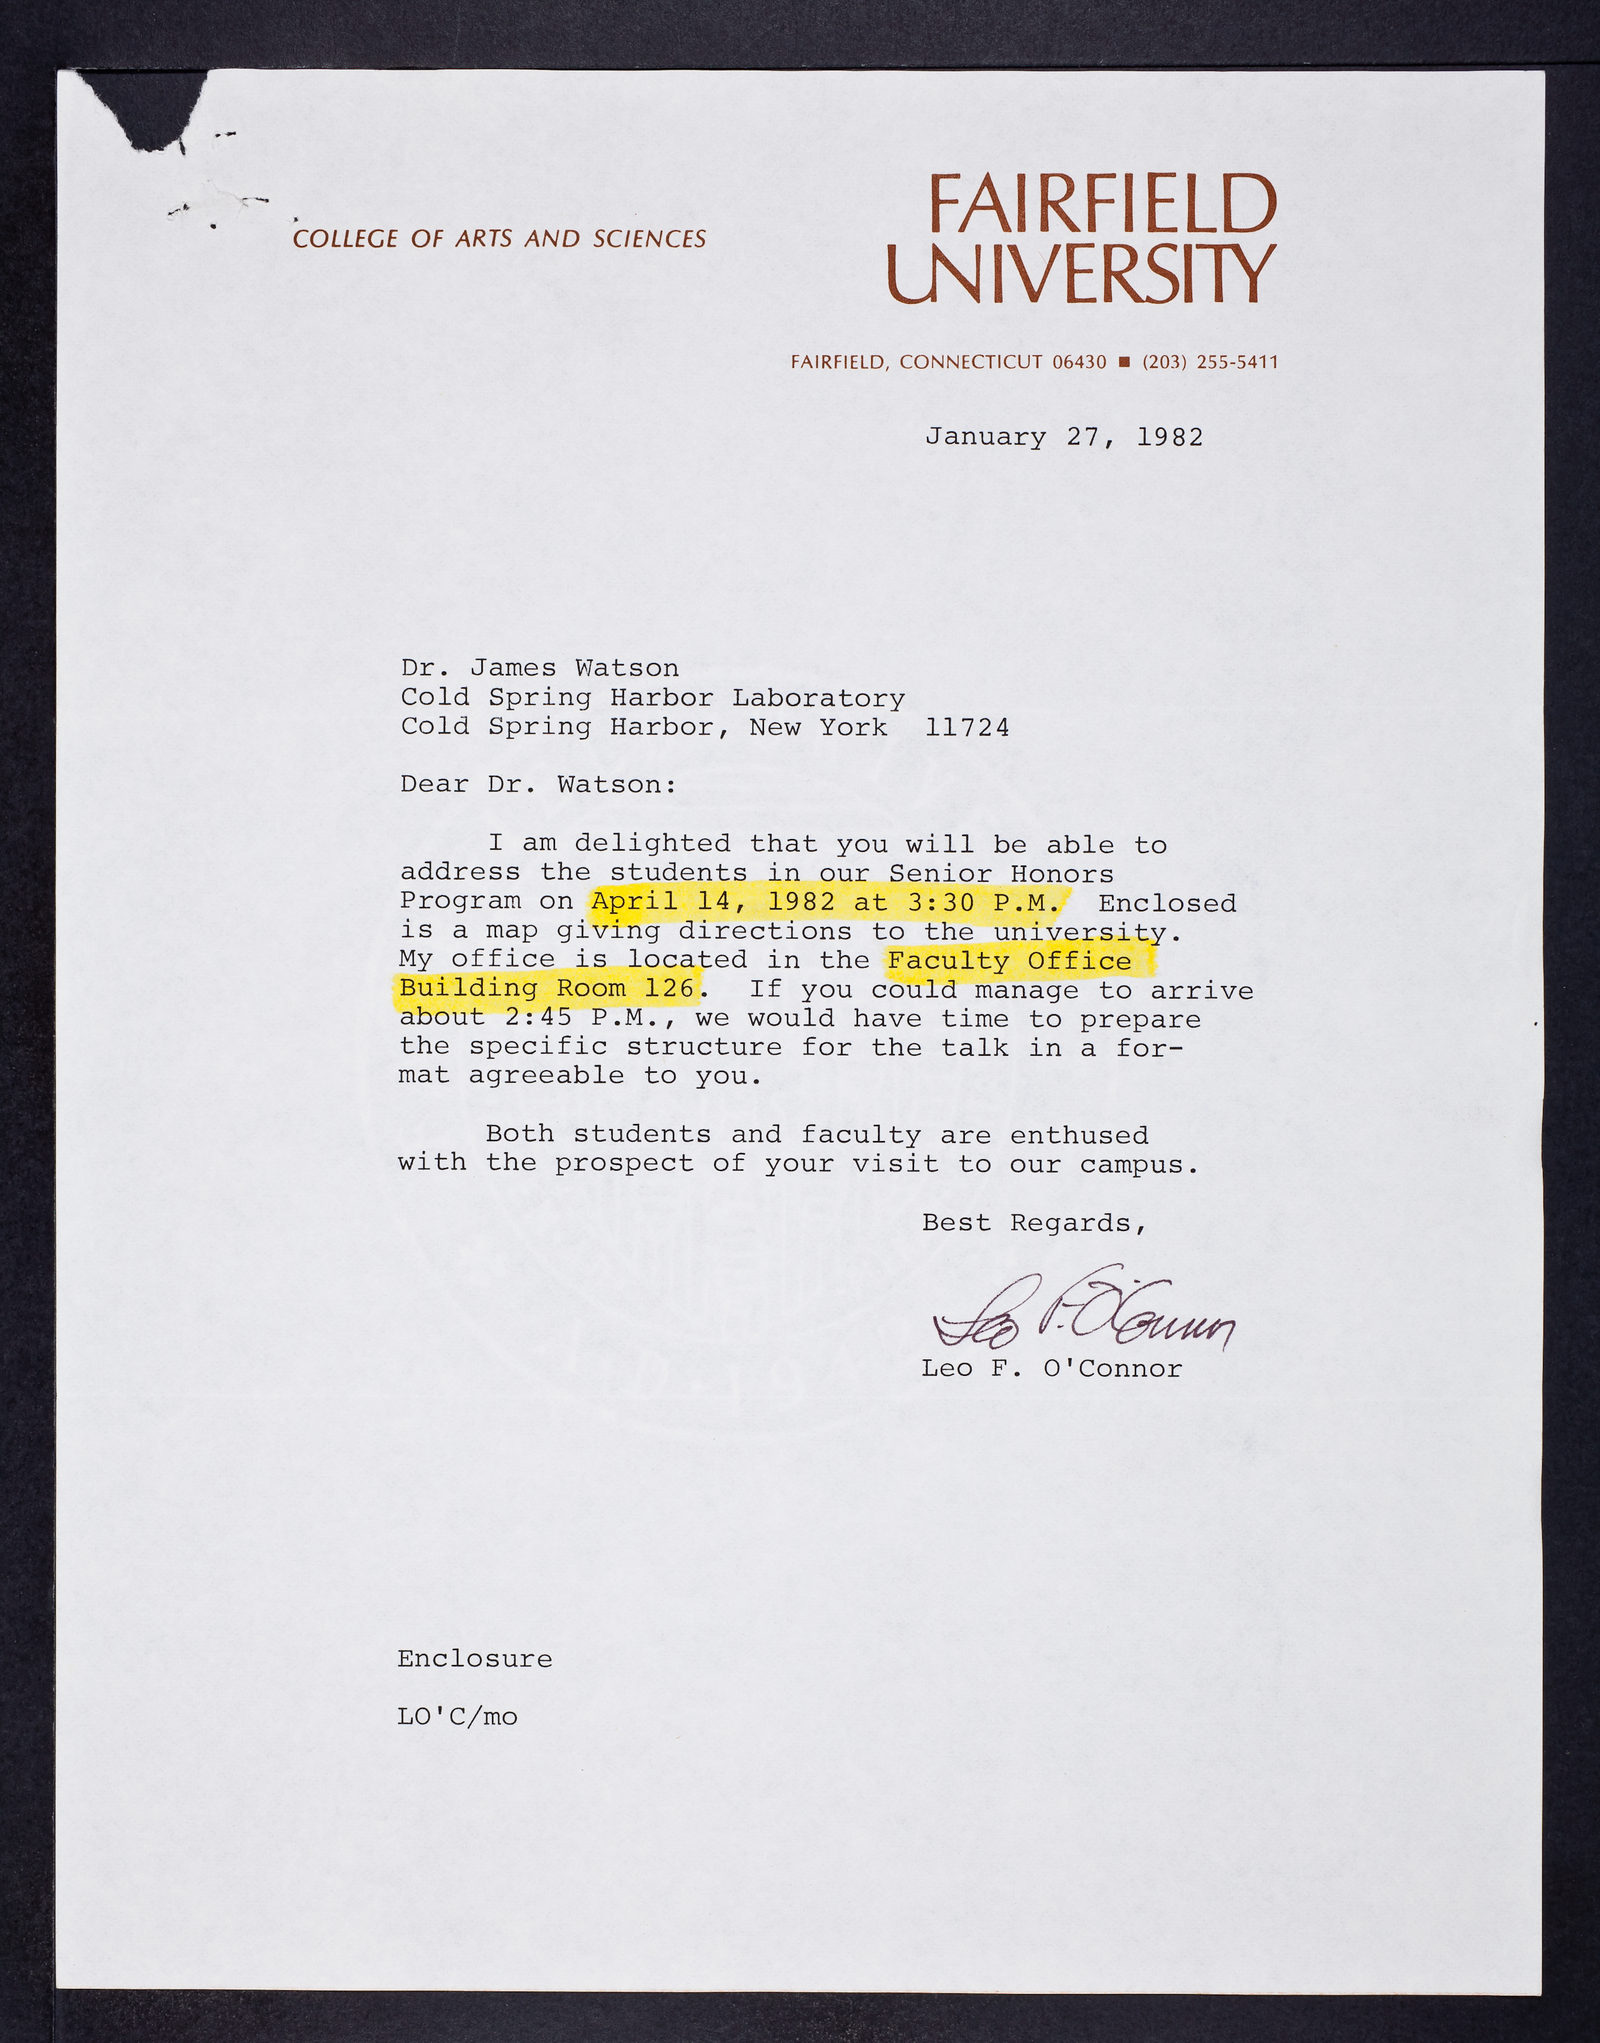 COLLEGE OF ARTS AND SCIENCES
FAIRFIELD
UNIVERSITY
FAIRFIELD, CONNECTICUT 06430 ■ (203) 255-5411
January 27, 1982
Dr. James Watson
Cold Spring Harbor Laboratory
Cold Spring Harbor, New York  11724
Dear Dr. Watson:
I am delighted that you will be able to
address the students in our Senior Honors
Program on April 14, 1982 at 3:30 P.M.  Enclosed
is a map giving directions to the university.
My office is located in the Faculty Office
Building Room 126.  If you could manage to arrive
about 2:45 P.M., we would have time to prepare
the specific structure for the talk in a for-
mat agreeable to you.
Both students and faculty are enthused
with the prospect of your visit to our campus.
Best Regards,
Leo F. O'Connor
Leo F. O'Connor
Enclosure
LO'C/mo